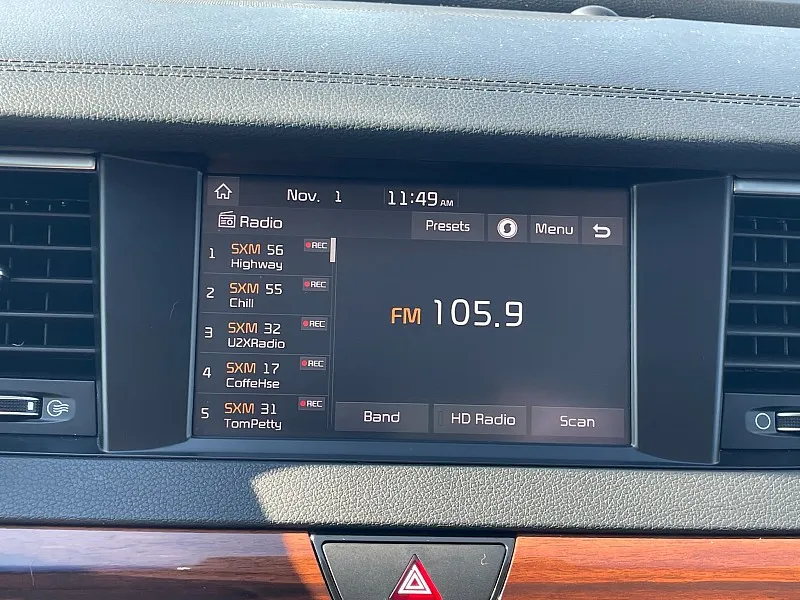 Nov. 1 11:49 AM
Radio Presets Menu
1 SXM 56 REC
Highway
2 SXM 55 REC
Chill
3 SXM 32 REC
U2XRadio
4 SXM 17 REC
CoffeHse
5 SXM 31 REC
TomPetty
FM 105.9
Band HD Radio Scan